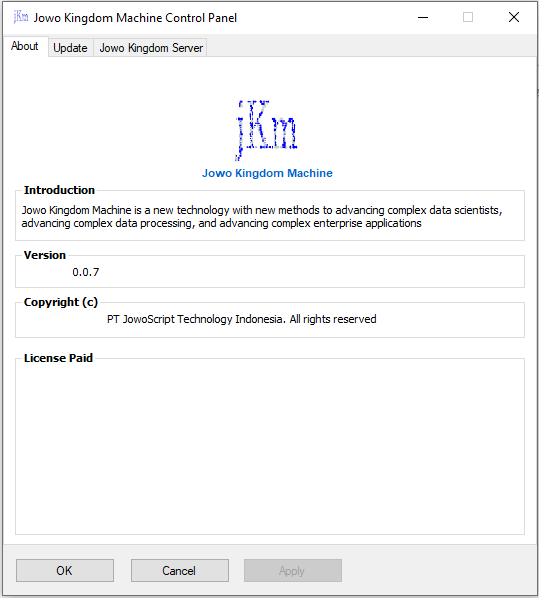 jKm Jowo Kingdom Machine Control Panel
About Update Jowo Kingdom Server
jKm
Jowo Kingdom Machine
Introduction
Jowo Kingdom Machine is a new technology with new methods to advancing complex data scientists,
advancing complex data processing, and advancing complex enterprise applications
Version
0.0.7
Copyright (c)
PT JowoScript Technology Indonesia. All rights reserved
License Paid
OK Cancel Apply